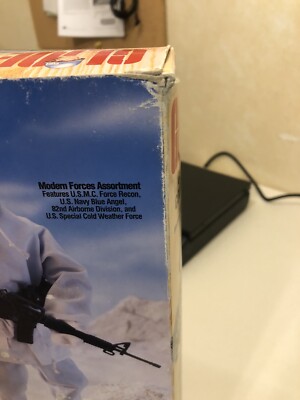 Modern Forces Assortment
Features U.S.M.C. Force Recon,
U.S. Navy Blue Angel,
82nd Airborne Division, and
U.S. Special Cold Weather Force